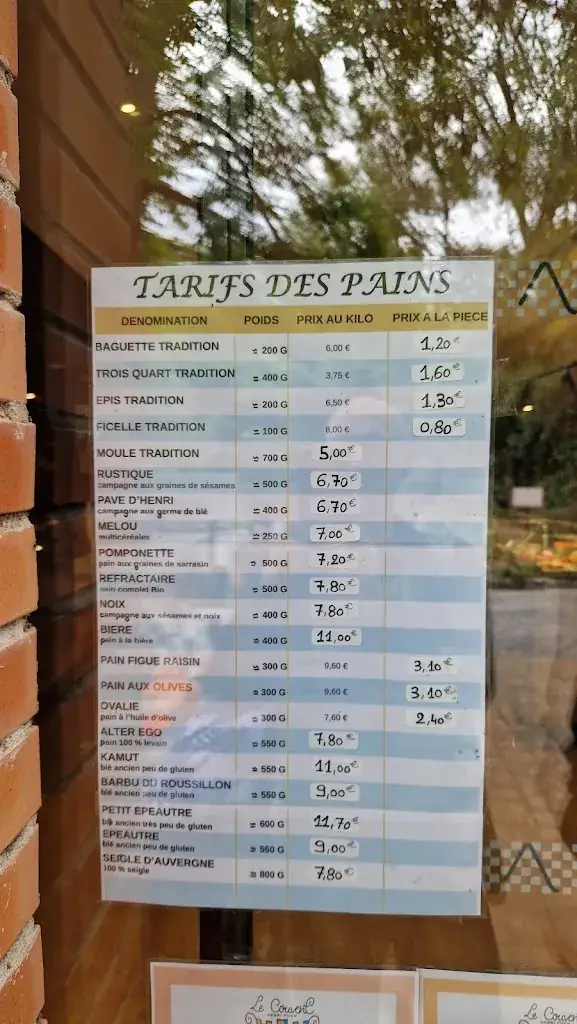 TARIFS DES PAINS
DENOMINATION POIDS PRIX AU KILO PRIX A LA PIECE
BAGUETTE TRADITION ≃ 200 G 6,00 € 1,20€
TROIS QUART TRADITION ≃ 400 G 3,75 € 1,60€
EPIS TRADITION ≃ 200 G 6,50 € 1,30€
FICELLE TRADITION ≃ 100 G 8,00 € 0,80€
MOULE TRADITION ≃ 700 G 5,00€
RUSTIQUE
campagne aux graines de sésames ≃ 500 G 6,70€
PAVE D'HENRI
campagne aux germe de blé ≃ 400 G 6,70€
MELOU
multicéréales ≃ 250 G 7,00€
POMPONETTE
pain aux graines de sarrasin ≃ 500 G 7,20€
REFRACTAIRE
pain complet Bio ≃ 500 G 7,80€
NOIX
campagne aux sésames et noix ≃ 400 G 7,80€
BIERE
pain à la bière ≃ 400 G 11,00€
PAIN FIGUE RAISIN ≃ 300 G 9,60 € 3,10€
PAIN AUX OLIVES ≃ 300 G 9,60 € 3,10€
OVALIE
pain à l'huile d'olive ≃ 300 G 7,60 € 2,40€
ALTER EGO
pain 100 % levain ≃ 550 G 7,80€
KAMUT
blé ancien peu de gluten ≃ 550 G 11,00€
BARBU DU ROUSSILLON
blé ancien peu de gluten ≃ 550 G 9,00€
PETIT EPEAUTRE
blé ancien très peu de gluten ≃ 600 G 11,70€
EPEAUTRE
blé ancien peu de gluten ≃ 550 G 9,00€
SEIGLE D'AUVERGNE
100 % seigle ≃ 800 G 7,80€
Le Couvent
Le Couvent